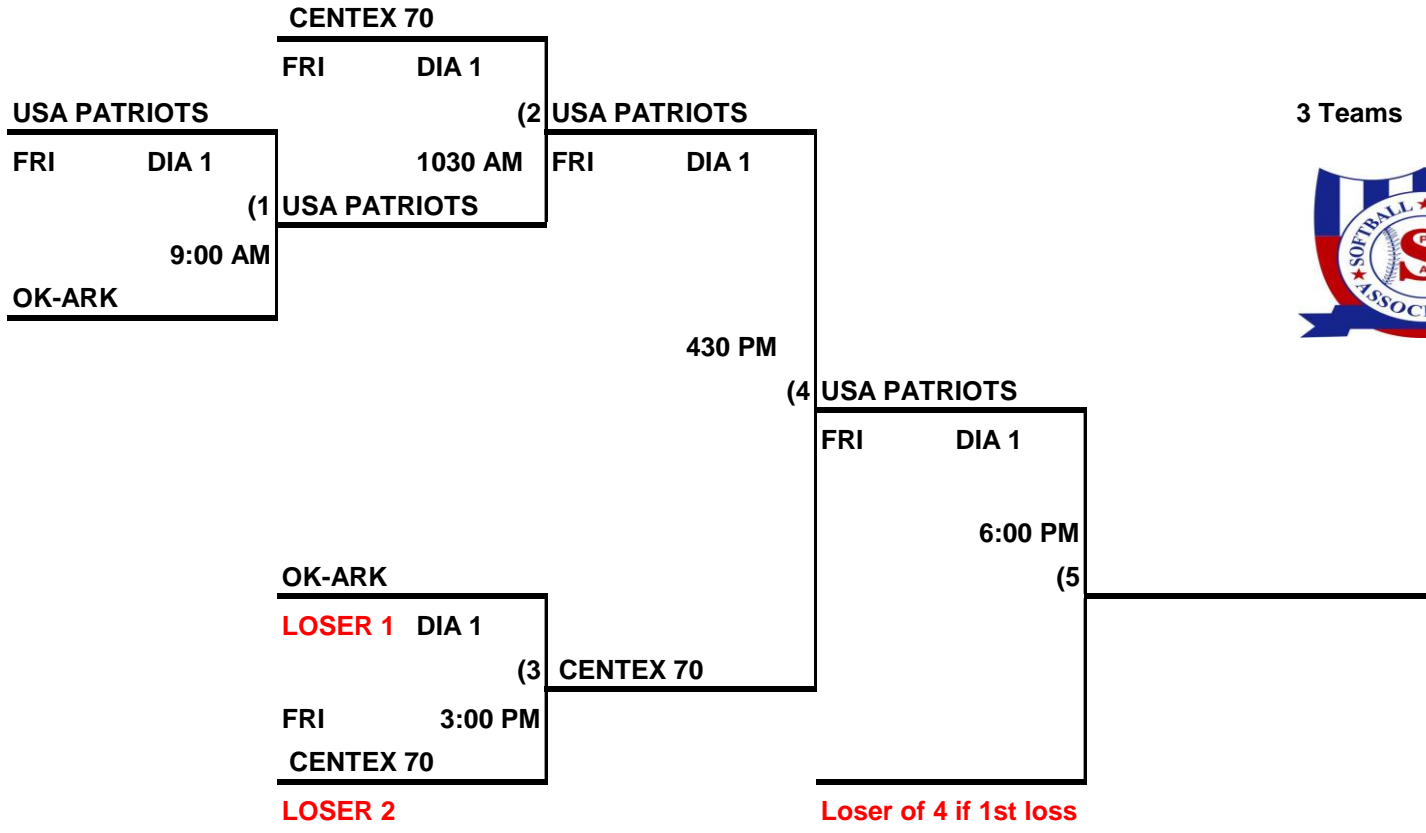 CENTEX 70
FRI DIA 1
USA PATRIOTS (2 USA PATRIOTS 3 Teams
FRI DIA 1 1030 AM FRI DIA 1
(1 USA PATRIOTS
9:00 AM
OK-ARK
430 PM
(4 USA PATRIOTS
FRI DIA 1
6:00 PM
OK-ARK (5
LOSER 1 DIA 1
(3 CENTEX 70
FRI 3:00 PM
CENTEX 70
LOSER 2 Loser of 4 if 1st loss
SOFTBALL